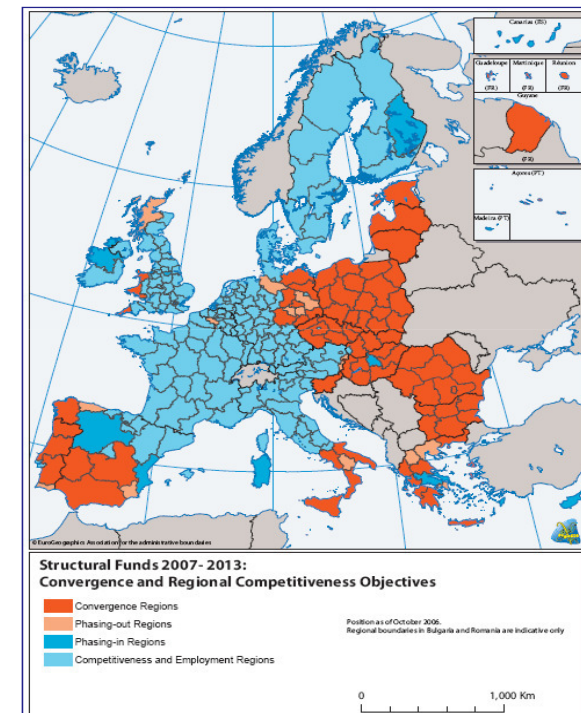 Canarias (ES)
Guadeloupe Martinique Réunion
(FR) (FR) (FR)
Guyane
(FR)
Açores (PT)
Madeira (PT)
© EuroGeographics Association for the administrative boundaries
Structural Funds 2007- 2013:
Convergence and Regional Competitiveness Objectives
Convergence Regions
Phasing-out Regions
Phasing-in Regions
Competitiveness and Employment Regions
Position as of October 2006.
Regional boundaries in Bulgaria and Romania are indicative only
0 1,000 Km